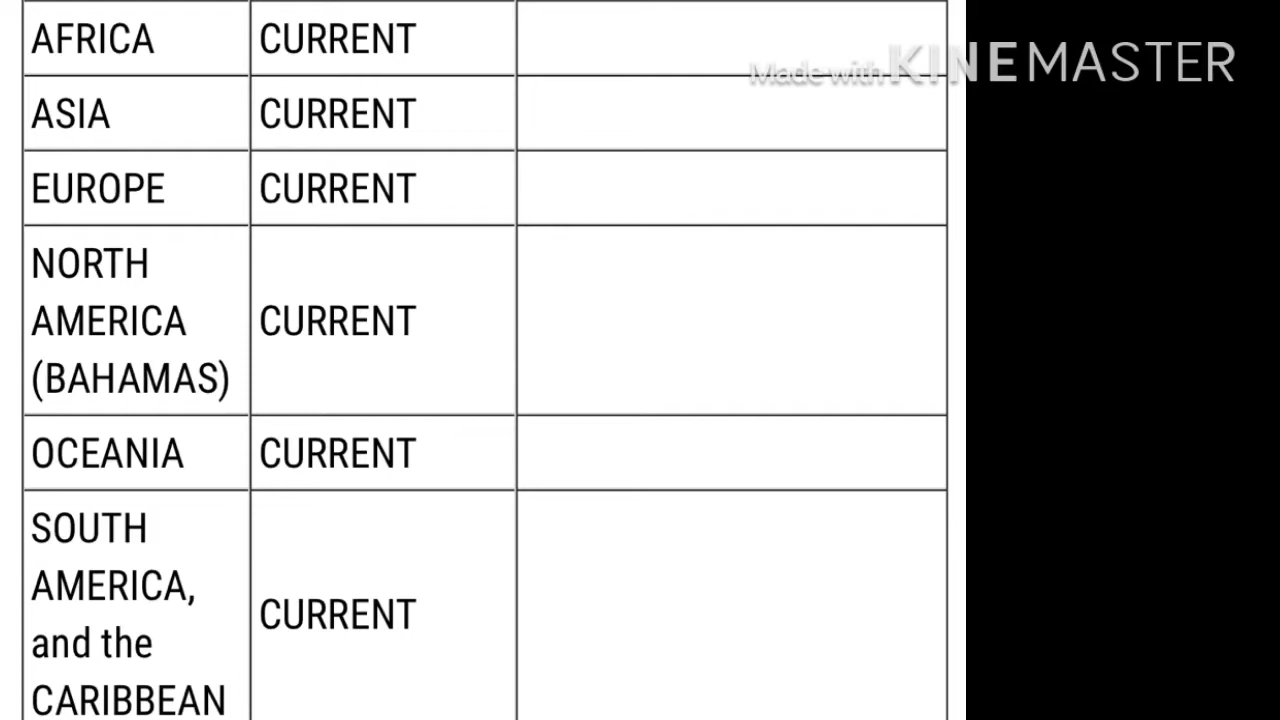 AFRICA CURRENT
Made with KINEMASTER
ASIA CURRENT
EUROPE CURRENT
NORTH
AMERICA CURRENT
(BAHAMAS)
OCEANIA CURRENT
SOUTH
AMERICA,
CURRENT
and the
CARIBBEAN